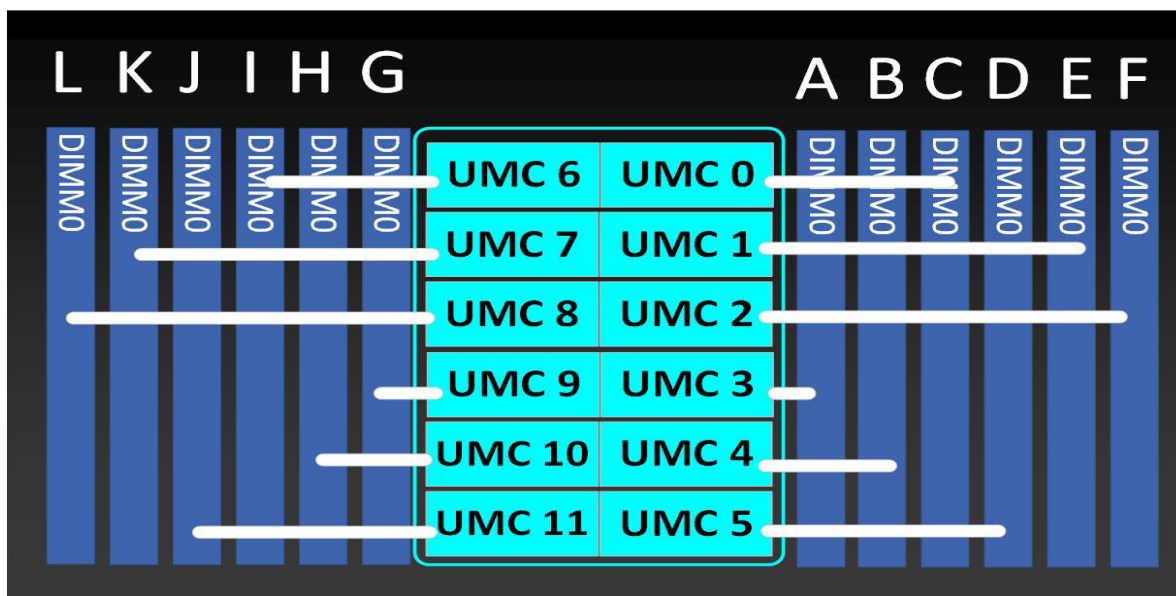 L K J I H G A B C D E F
DIMM0 DIMM0 DIMM0 DIMM0 DIMM0 DIMM0 DIMM0 DIMM0 DIMM0 DIMM0 DIMM0 DIMM0
UMC 6 UMC 0
UMC 7 UMC 1
UMC 8 UMC 2
UMC 9 UMC 3
UMC 10 UMC 4
UMC 11 UMC 5